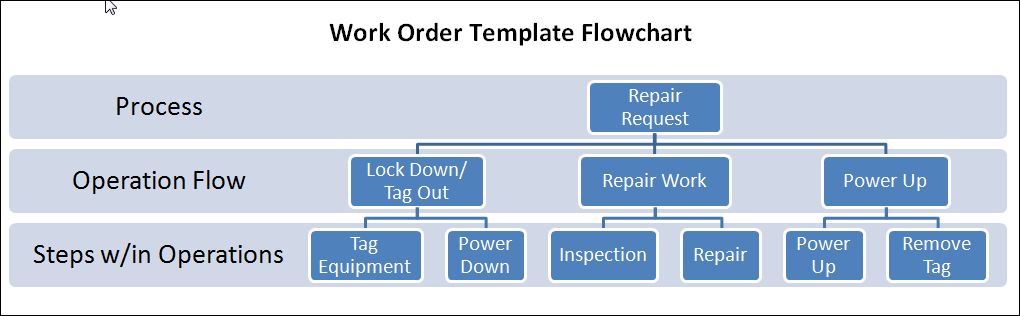 Work Order Template Flowchart
Process
Repair
Request
Operation Flow
Lock Down/
Tag Out
Repair Work
Power Up
Steps w/in Operations
Tag
Equipment
Power
Down
Inspection
Repair
Power
Up
Remove
Tag